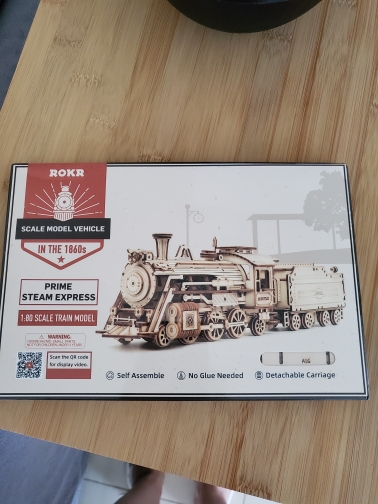 ROKR
SCALE MODEL VEHICLE
IN THE 1860s
PRIME
STEAM EXPRESS
1:80 SCALE TRAIN MODEL
WARNING:
Scan the QR code
for display video.
AAA
Self Assemble
No Glue Needed
Detachable Carriage